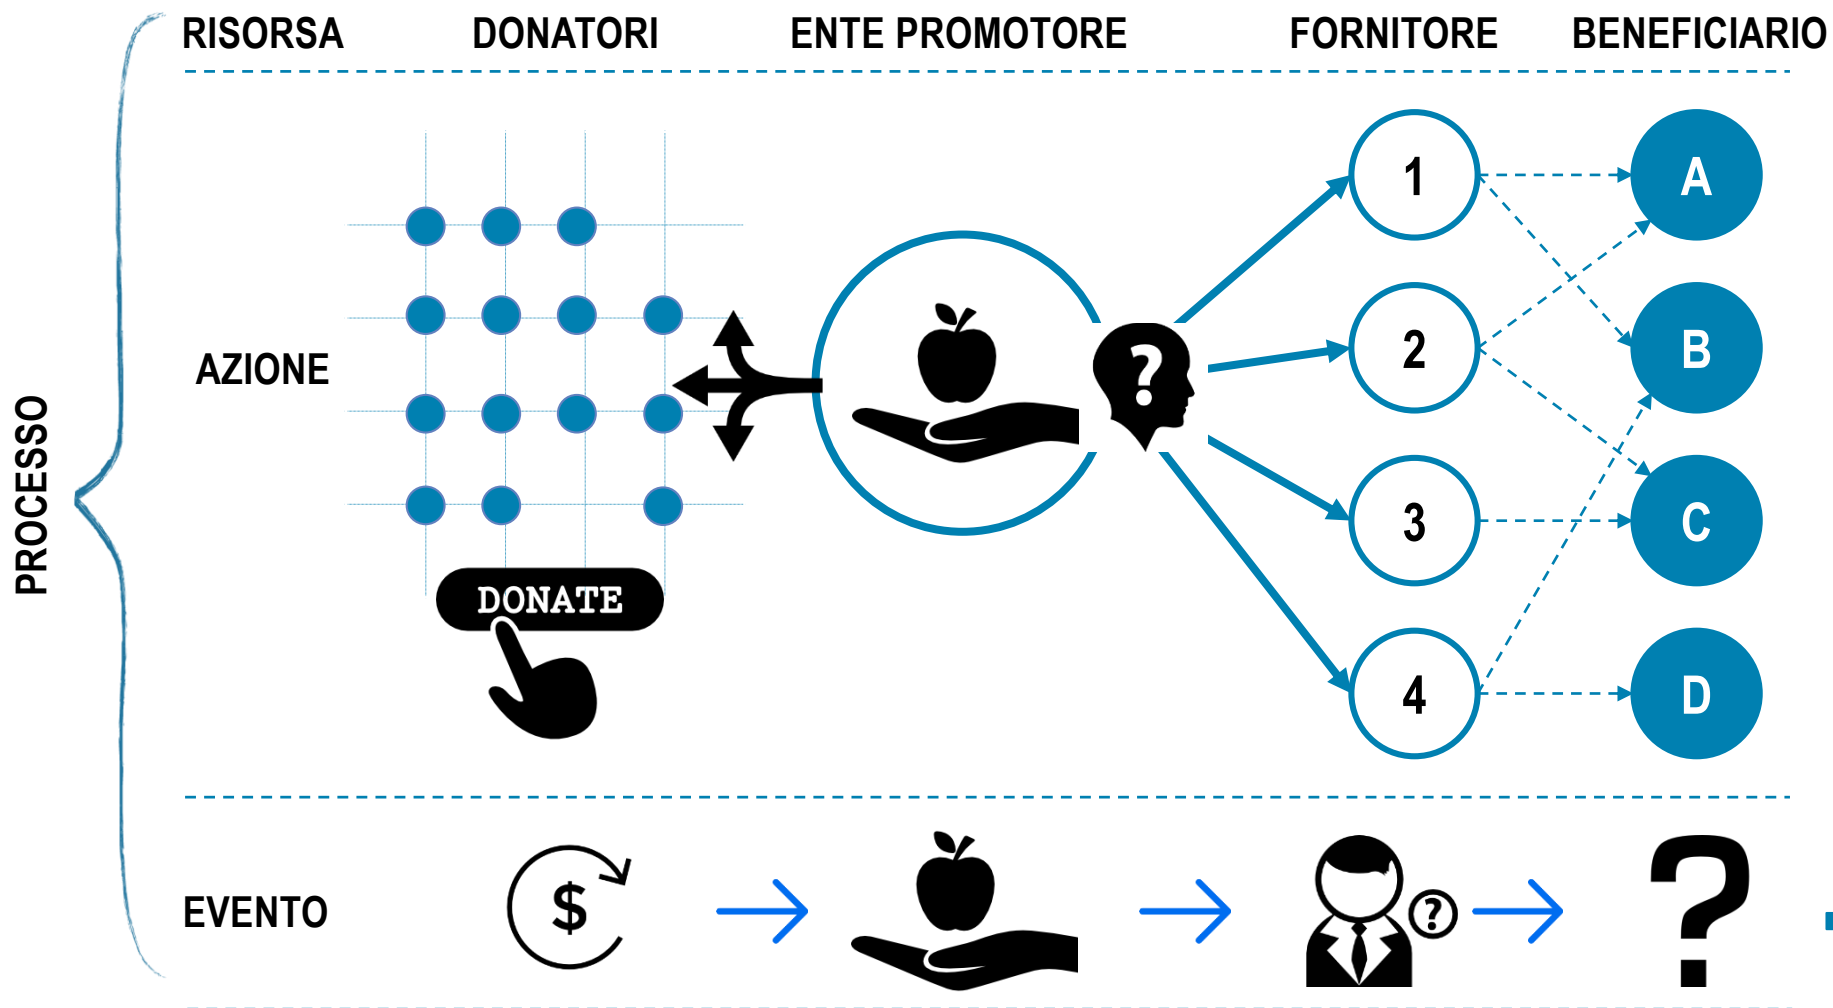 RISORSA DONATORI ENTE PROMOTORE FORNITORE BENEFICIARIO
1 A
2 B
?
AZIONE
PROCESSO
3 C
DONATE
4 D
EVENTO $ ? ?